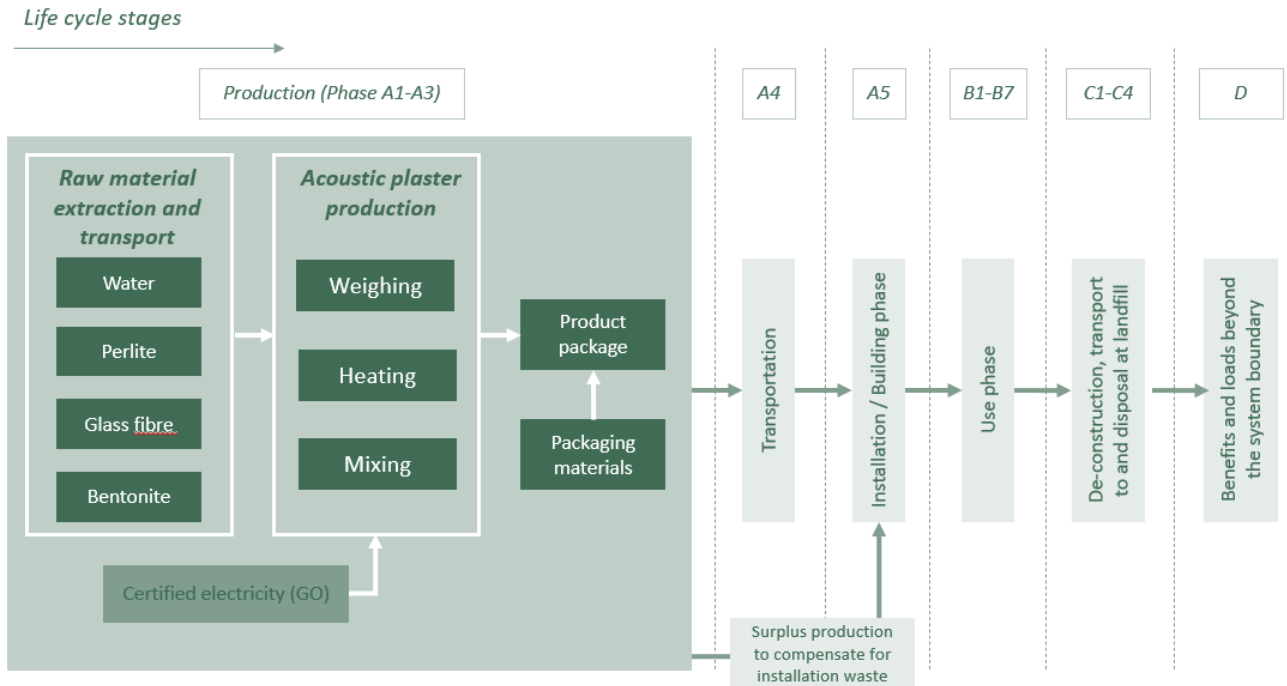 Life cycle stages
Production (Phase A1-A3)
A4
A5
B1-B7
C1-C4
D
Raw material
extraction and
transport
Water
Perlite
Glass fibre
Bentonite
Acoustic plaster
production
Weighing
Heating
Mixing
Product
package
Packaging
materials
Certified electricity (GO)
Transportation
Installation / Building phase
Use phase
De-construction, transport
to and disposal at landfill
Benefits and loads beyond
the system boundary
Surplus production
to compensate for
installation waste